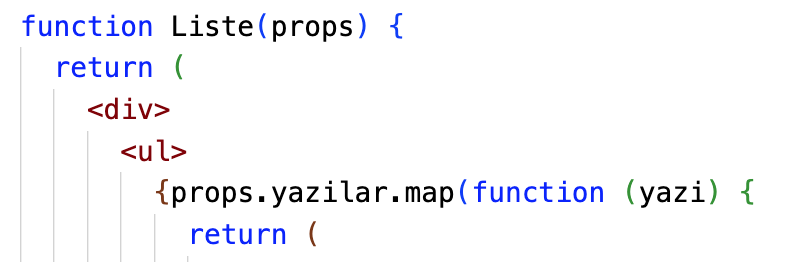 function Liste(props) {
return (
<div>
<ul>
{props.yazilar.map(function (yazi) {
return (